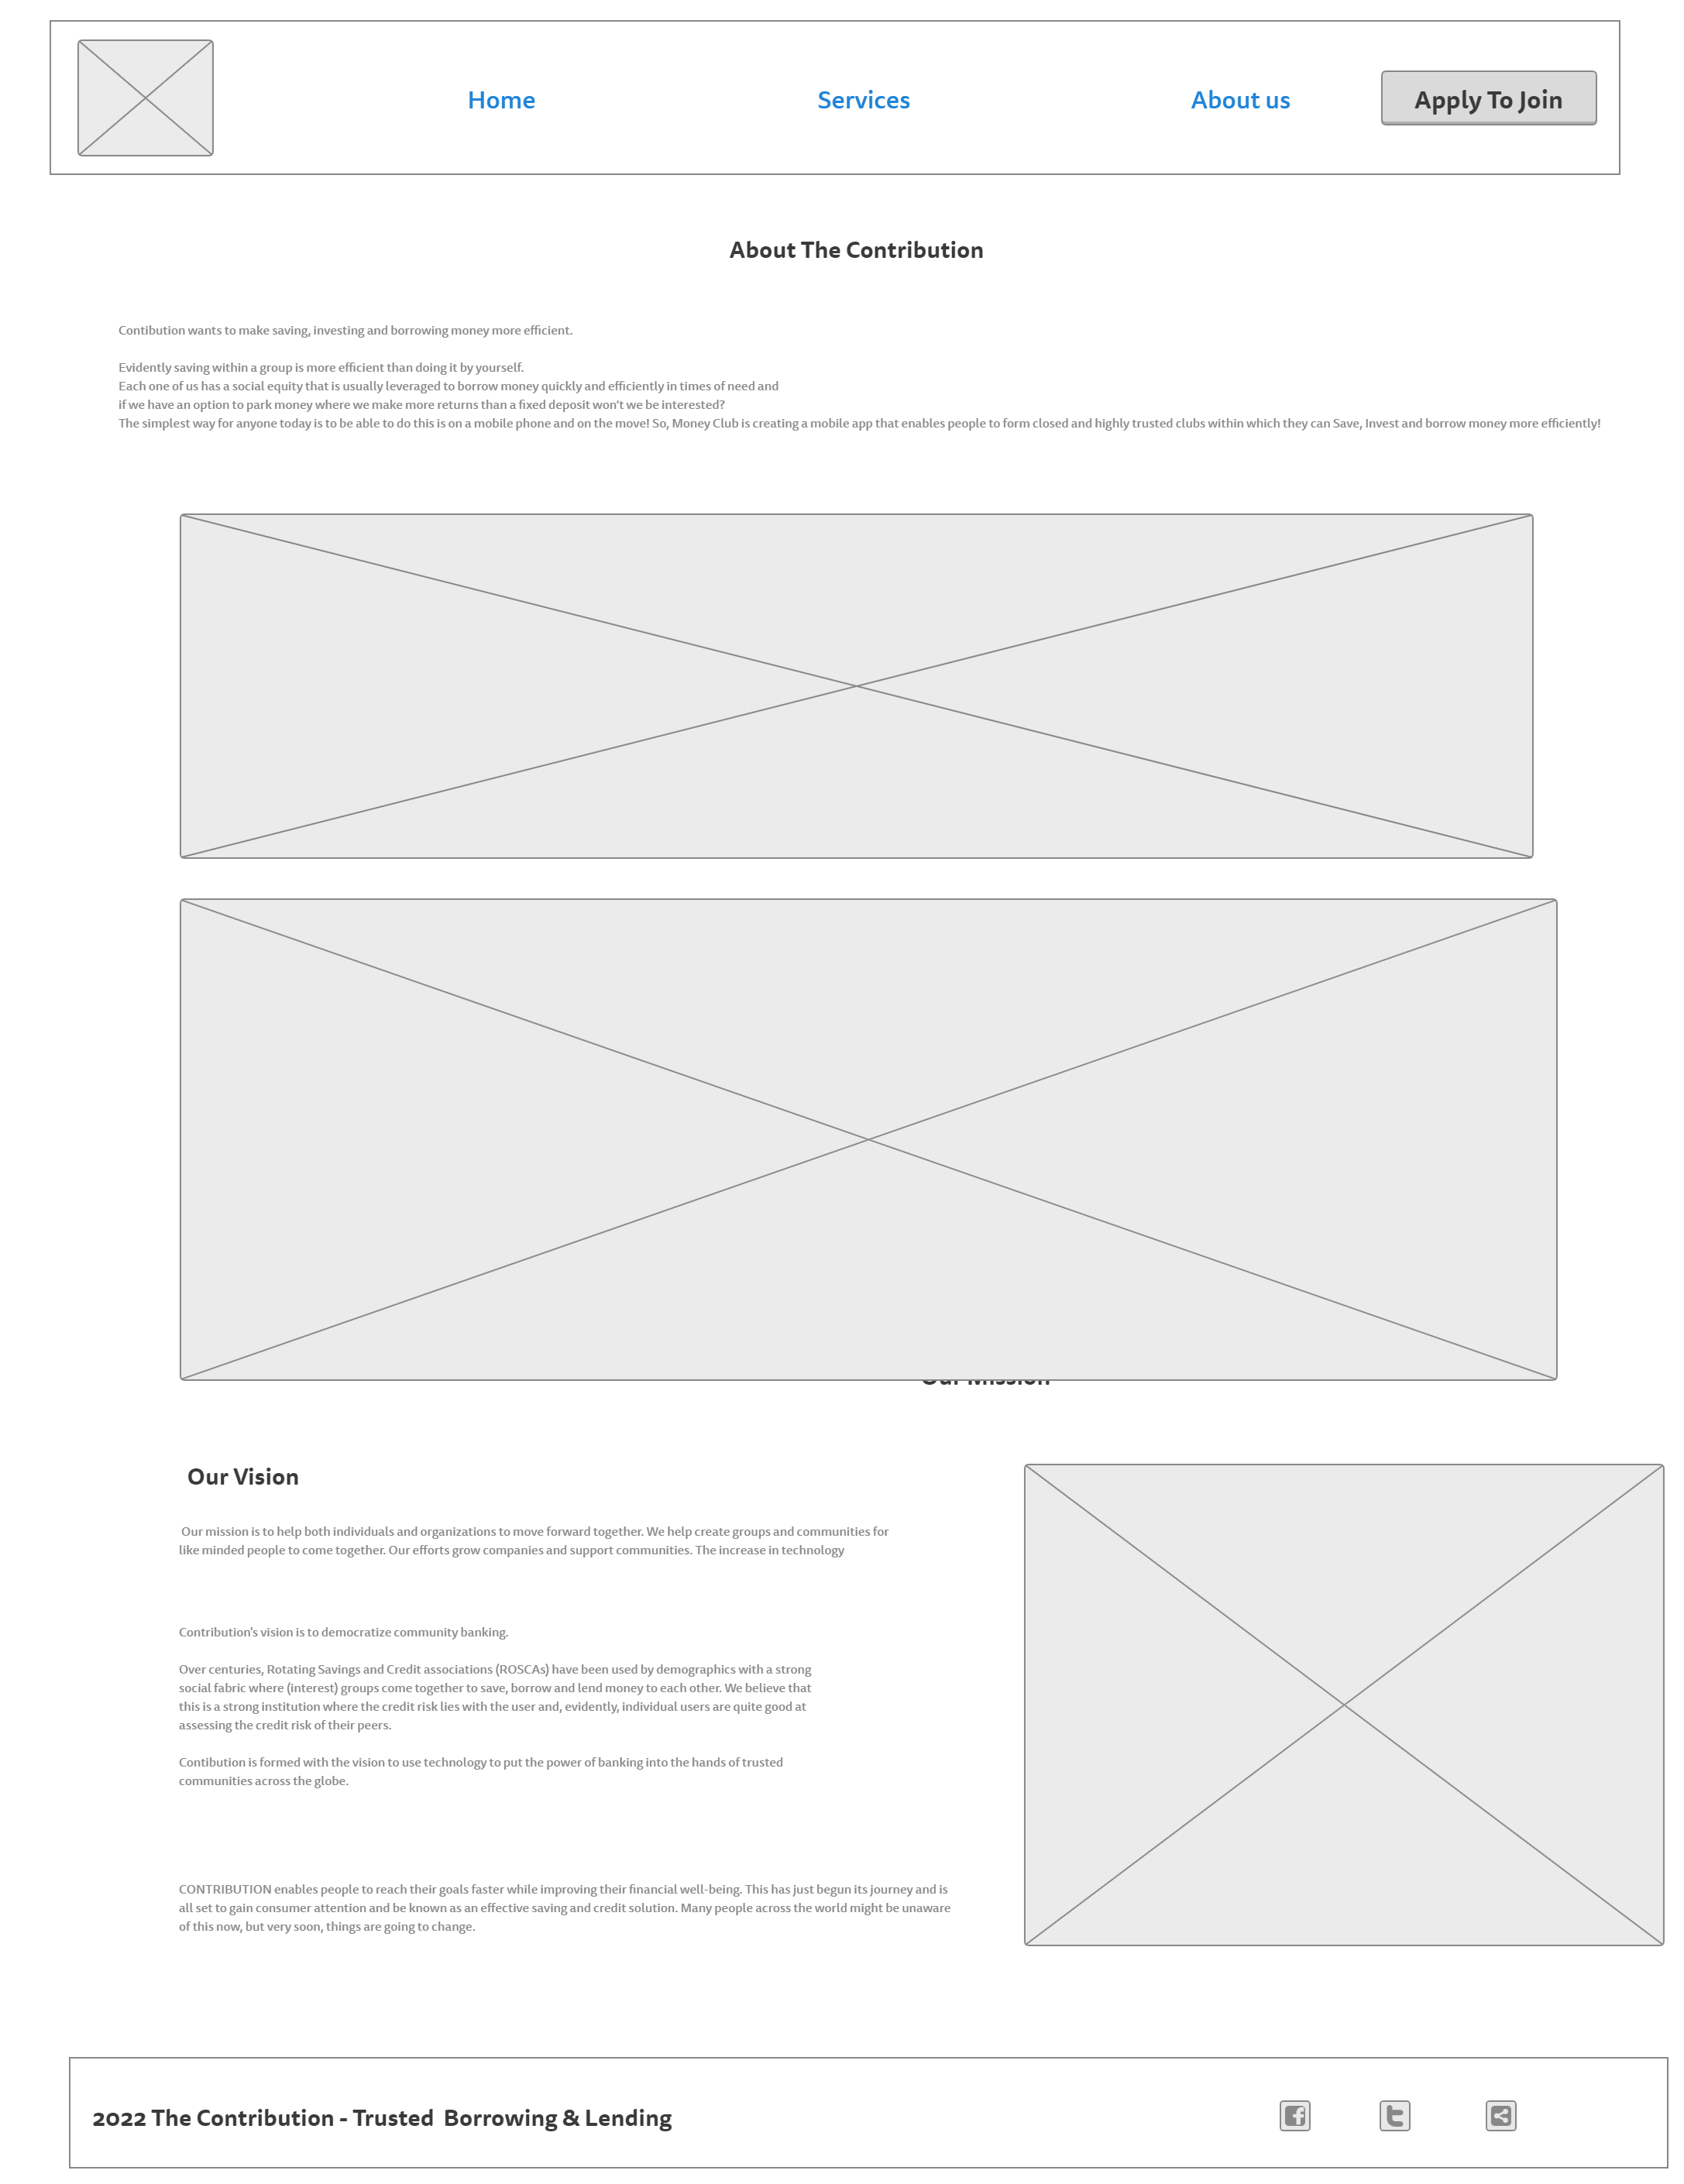 Home
Services
About us
Apply To Join
About The Contribution
Contibution wants to make saving, investing and borrowing money more efficient.
Evidently saving within a group is more efficient than doing it by yourself.
Each one of us has a social equity that is usually leveraged to borrow money quickly and efficiently in times of need and
if we have an option to park money where we make more returns than a fixed deposit won't we be interested?
The simplest way for anyone today is to be able to do this is on a mobile phone and on the move! So, Money Club is creating a mobile app that enables people to form closed and highly trusted clubs within which they can Save, Invest and borrow money more efficiently!
Our Mission
Our Vision
Our mission is to help both individuals and organizations to move forward together. We help create groups and communities for
like minded people to come together. Our efforts grow companies and support communities. The increase in technology
Contribution's vision is to democratize community banking.
Over centuries, Rotating Savings and Credit associations (ROSCAs) have been used by demographics with a strong
social fabric where (interest) groups come together to save, borrow and lend money to each other. We believe that
this is a strong institution where the credit risk lies with the user and, evidently, individual users are quite good at
assessing the credit risk of their peers.
Contibution is formed with the vision to use technology to put the power of banking into the hands of trusted
communities across the globe.
CONTRIBUTION enables people to reach their goals faster while improving their financial well-being. This has just begun its journey and is
all set to gain consumer attention and be known as an effective saving and credit solution. Many people across the world might be unaware
of this now, but very soon, things are going to change.
2022 The Contribution - Trusted  Borrowing & Lending